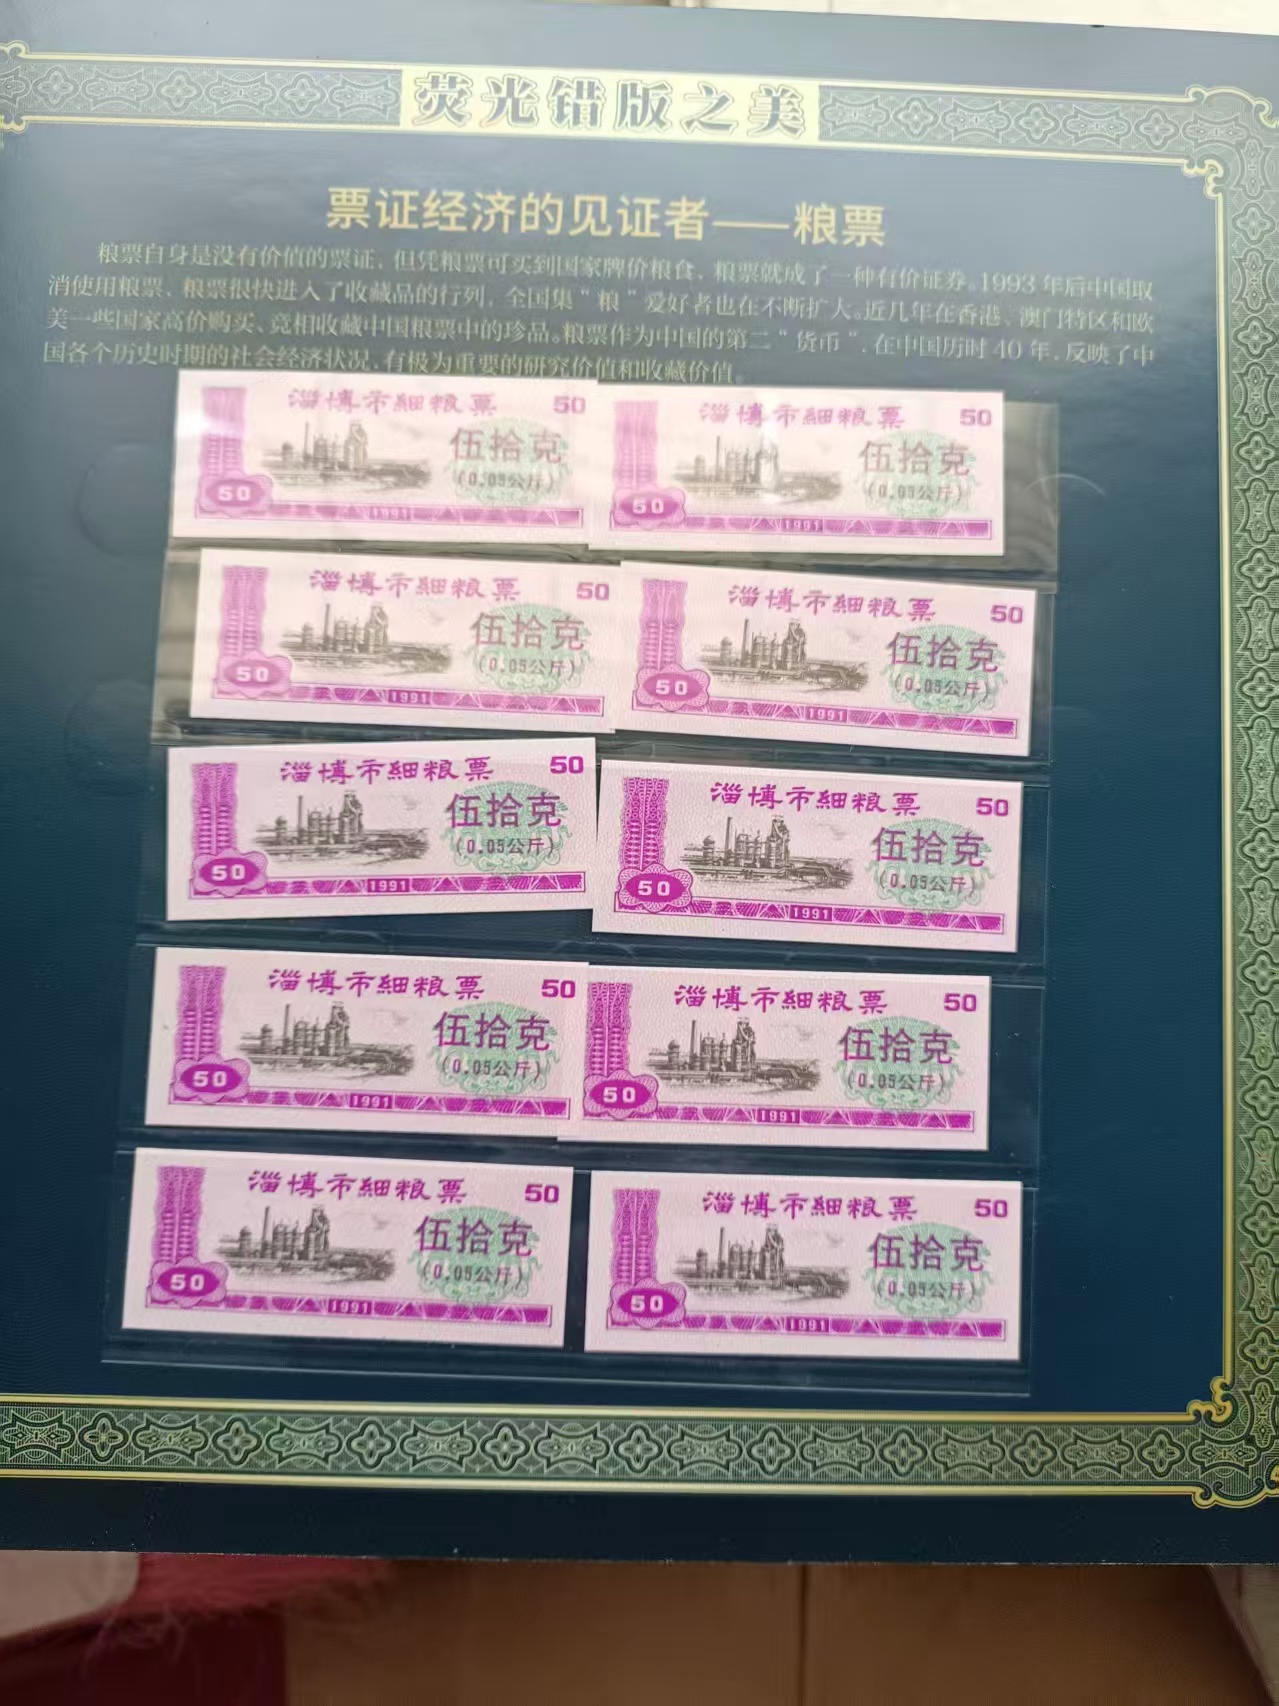 荧光错版之美
票证经济的见证者——粮票
粮票自身是没有价值的票证，但凭粮票可买到国家牌价粮食、粮票就成了一种有价证券。1993年后中国取
消使用粮票、粮票很快进入了收藏品的行列，全国集“粮”爱好者也在不断扩大。近几年在香港、澳门特区和欧
美一些国家高价购买、竞相收藏中国粮票中的珍品。粮票作为中国的第二“货币”，在中国历时40年，反映了中
国各个历史时期的社会经济状况，有极为重要的研究价值和收藏价值。
淄博市細粮票 50
伍拾克
(0.05公斤)
50
1991
淄博市細粮票 50
伍拾克
(0.05公斤)
50
1991
淄博市細粮票 50
伍拾克
(0.05公斤)
50
1991
淄博市細粮票 50
伍拾克
(0.05公斤)
50
1991
淄博市細粮票 50
伍拾克
(0.05公斤)
50
1991
淄博市細粮票 50
伍拾克
(0.05公斤)
50
1991
淄博市細粮票 50
伍拾克
(0.05公斤)
50
1991
淄博市細粮票 50
伍拾克
(0.05公斤)
50
1991
淄博市細粮票 50
伍拾克
(0.05公斤)
50
1991
淄博市細粮票 50
伍拾克
(0.05公斤)
50
1991